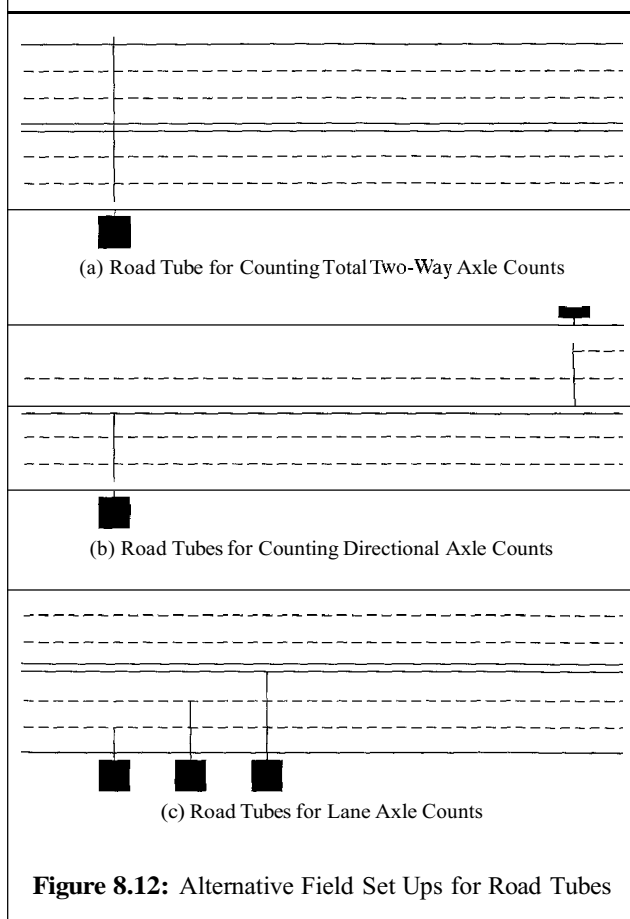 (a) Road Tube for Counting Total Two-Way Axle Counts
(b) Road Tubes for Counting Directional Axle Counts
(c) Road Tubes for Lane Axle Counts
Figure 8.12: Alternative Field Set Ups for Road Tubes